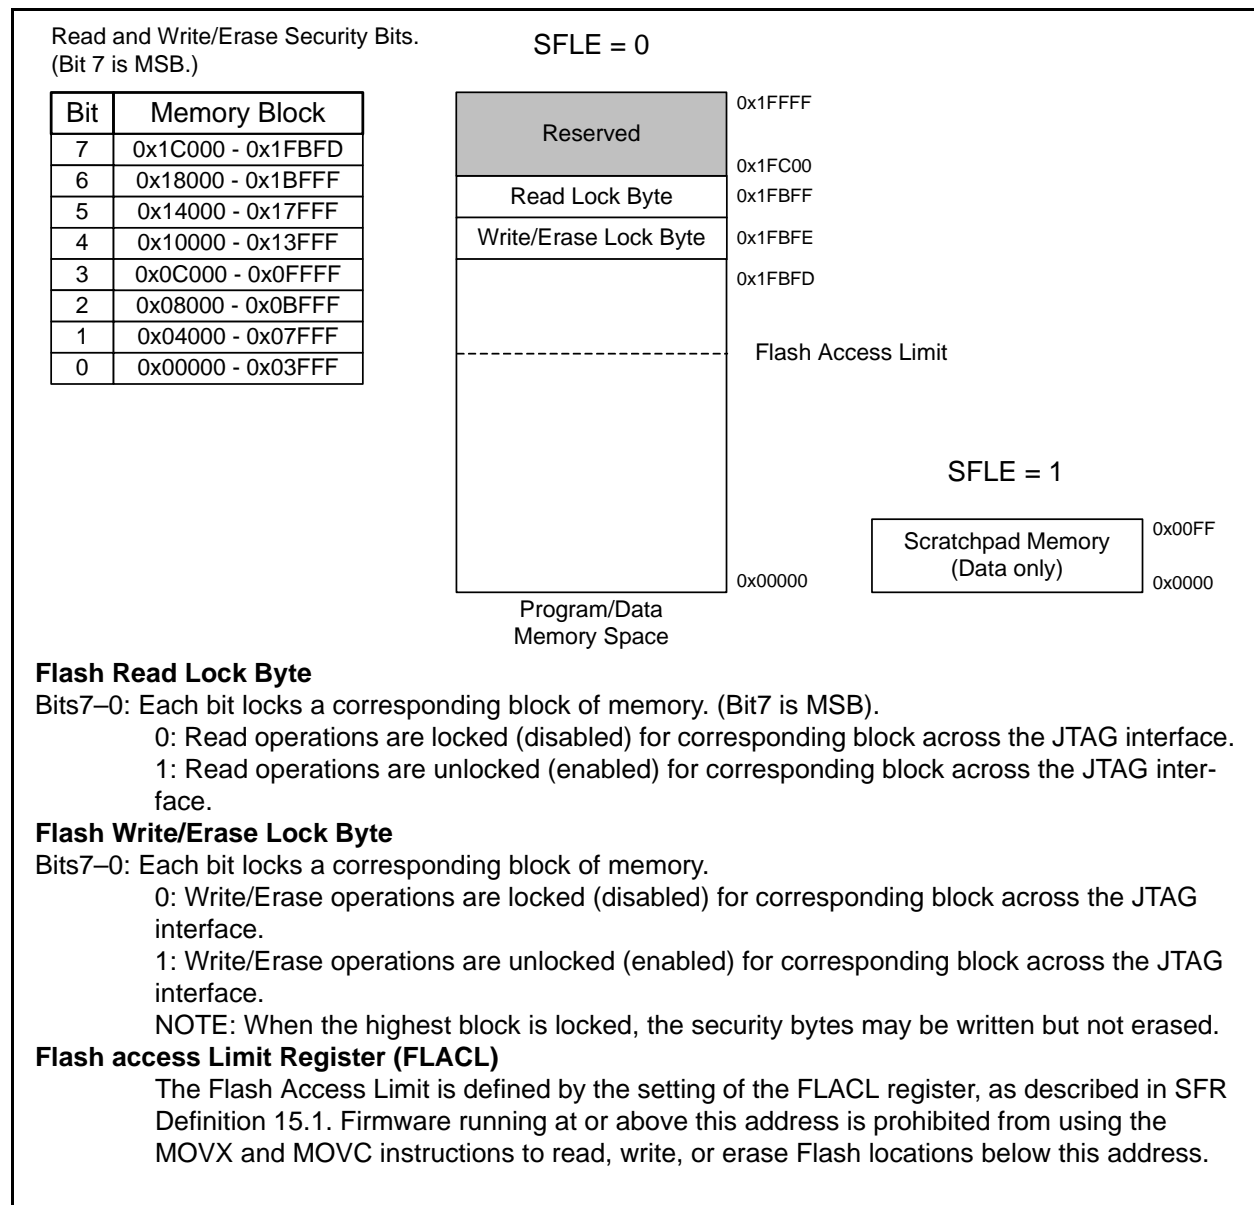 Read and Write/Erase Security Bits.
(Bit 7 is MSB.)
SFLE = 0
Bit Memory Block
7 0x1C000 - 0x1FBFD
6 0x18000 - 0x1BFFF
5 0x14000 - 0x17FFF
4 0x10000 - 0x13FFF
3 0x0C000 - 0x0FFFF
2 0x08000 - 0x0BFFF
1 0x04000 - 0x07FFF
0 0x00000 - 0x03FFF
0x1FFFF
Reserved
0x1FC00
Read Lock Byte 0x1FBFF
Write/Erase Lock Byte 0x1FBFE
0x1FBFD
Flash Access Limit
0x00000
Program/Data
Memory Space
SFLE = 1
0x00FF
Scratchpad Memory
(Data only)
0x0000
Flash Read Lock Byte
Bits7–0: Each bit locks a corresponding block of memory. (Bit7 is MSB).
0: Read operations are locked (disabled) for corresponding block across the JTAG interface.
1: Read operations are unlocked (enabled) for corresponding block across the JTAG inter-
face.
Flash Write/Erase Lock Byte
Bits7–0: Each bit locks a corresponding block of memory.
0: Write/Erase operations are locked (disabled) for corresponding block across the JTAG
interface.
1: Write/Erase operations are unlocked (enabled) for corresponding block across the JTAG
interface.
NOTE: When the highest block is locked, the security bytes may be written but not erased.
Flash access Limit Register (FLACL)
The Flash Access Limit is defined by the setting of the FLACL register, as described in SFR
Definition 15.1. Firmware running at or above this address is prohibited from using the
MOVX and MOVC instructions to read, write, or erase Flash locations below this address.